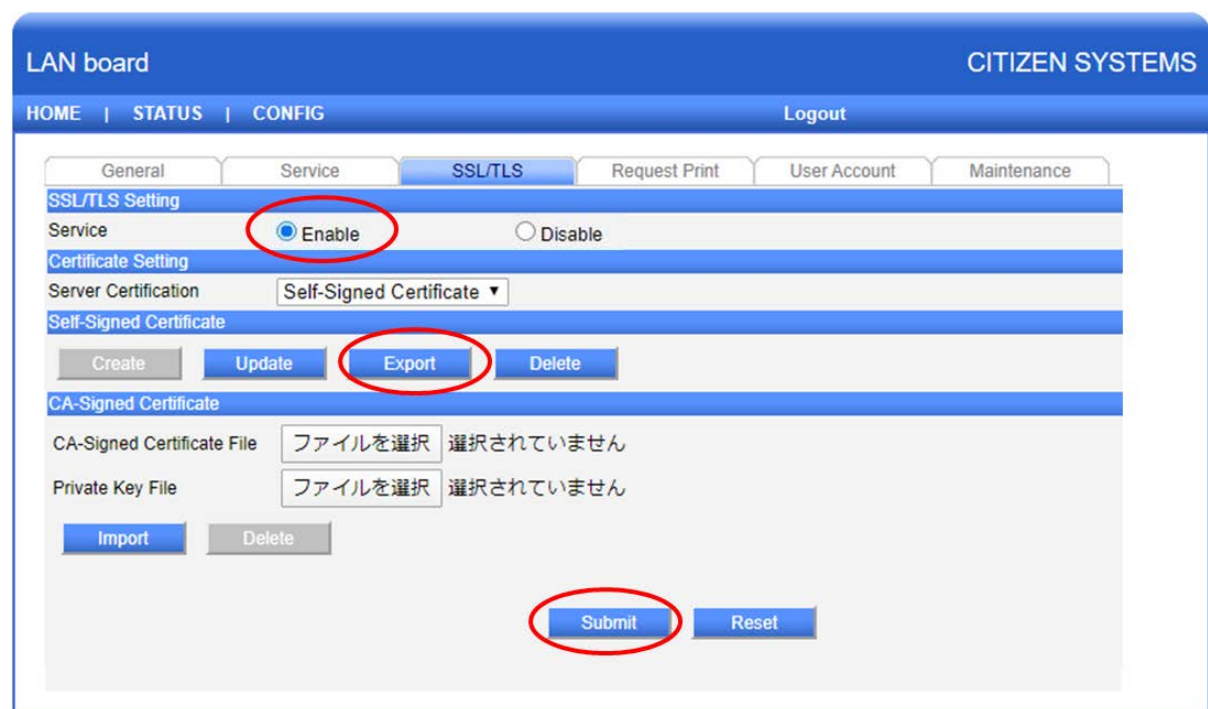 LAN board CITIZEN SYSTEMS
HOME | STATUS | CONFIG Logout
General Service SSL/TLS Request Print User Account Maintenance
SSL/TLS Setting
Service Enable Disable
Certificate Setting
Server Certification Self-Signed Certificate
Self-Signed Certificate
Create Update Export Delete
CA-Signed Certificate
CA-Signed Certificate File ファイルを選択 選択されていません
Private Key File ファイルを選択 選択されていません
Import Delete
Submit Reset